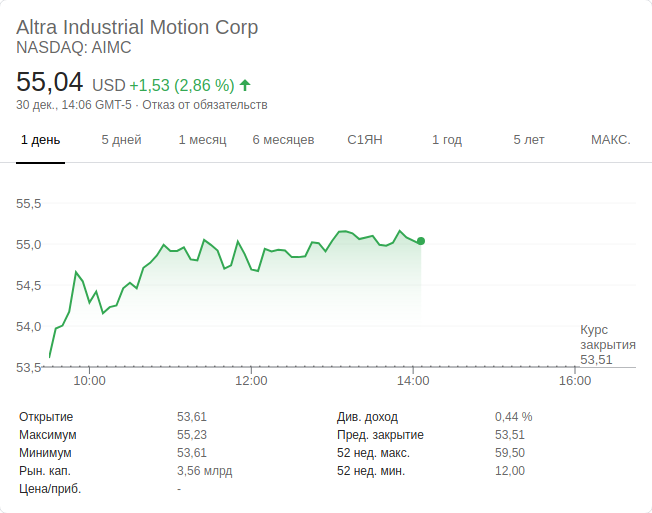 Altra Industrial Motion Corp
NASDAQ: AIMC
55,04 USD +1,53 (2,86 %)
30 дек., 14:06 GMT-5 · Отказ от обязательств
1 день 5 дней 1 месяц 6 месяцев С1ЯН 1 год 5 лет МАКС.
55,5
55,0
54,5
54,0
Курс
закрытия
53,51
53,5
10:00 12:00 14:00 16:00
Открытие 53,61 Див. доход 0,44 %
Максимум 55,23 Пред. закрытие 53,51
Минимум 53,61 52 нед. макс. 59,50
Рын. кап. 3,56 млрд 52 нед. мин. 12,00
Цена/приб. -